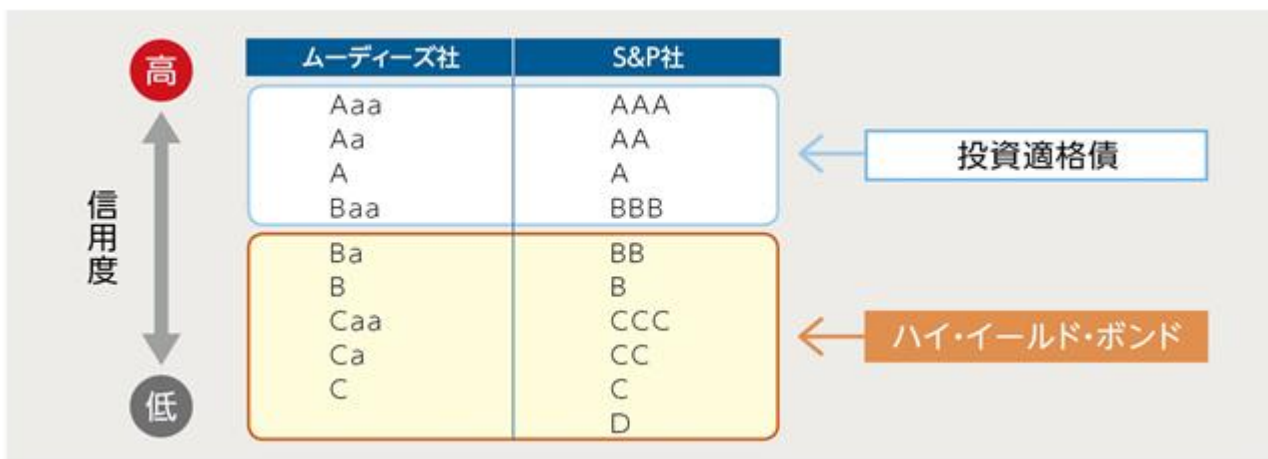 高
信用度
低
ムーディーズ社 S&P社
Aaa AAA
Aa AA
A A
Baa BBB
投資適格債
Ba BB
B B
Caa CCC
Ca CC
C C
D
ハイ・イールド・ボンド